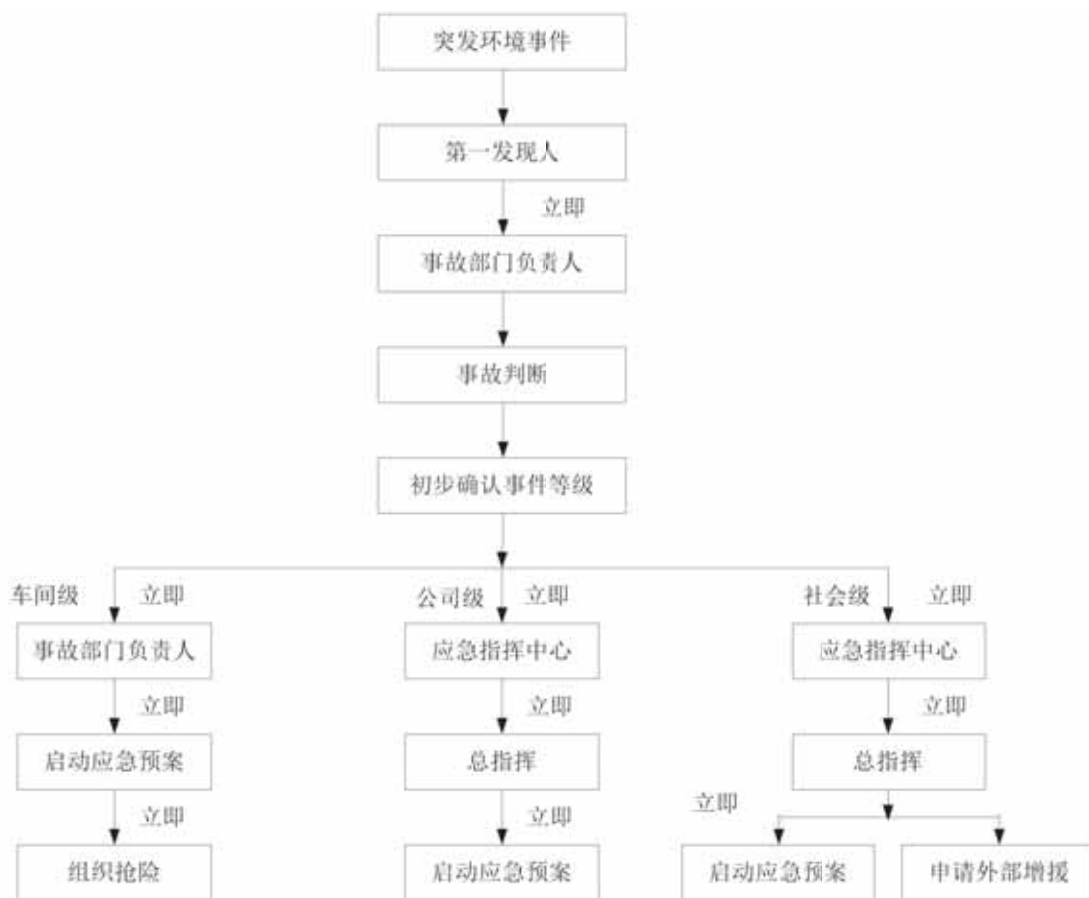 突发环境事件
第一发现人
立即
事故部门负责人
事故判断
初步确认事件等级
车间级 立即 公司级 立即 社会级 立即
事故部门负责人 应急指挥中心 应急指挥中心
立即 立即 立即
启动应急预案 总指挥 总指挥
立即 立即 立即
组织抢险 启动应急预案 启动应急预案 申请外部增援